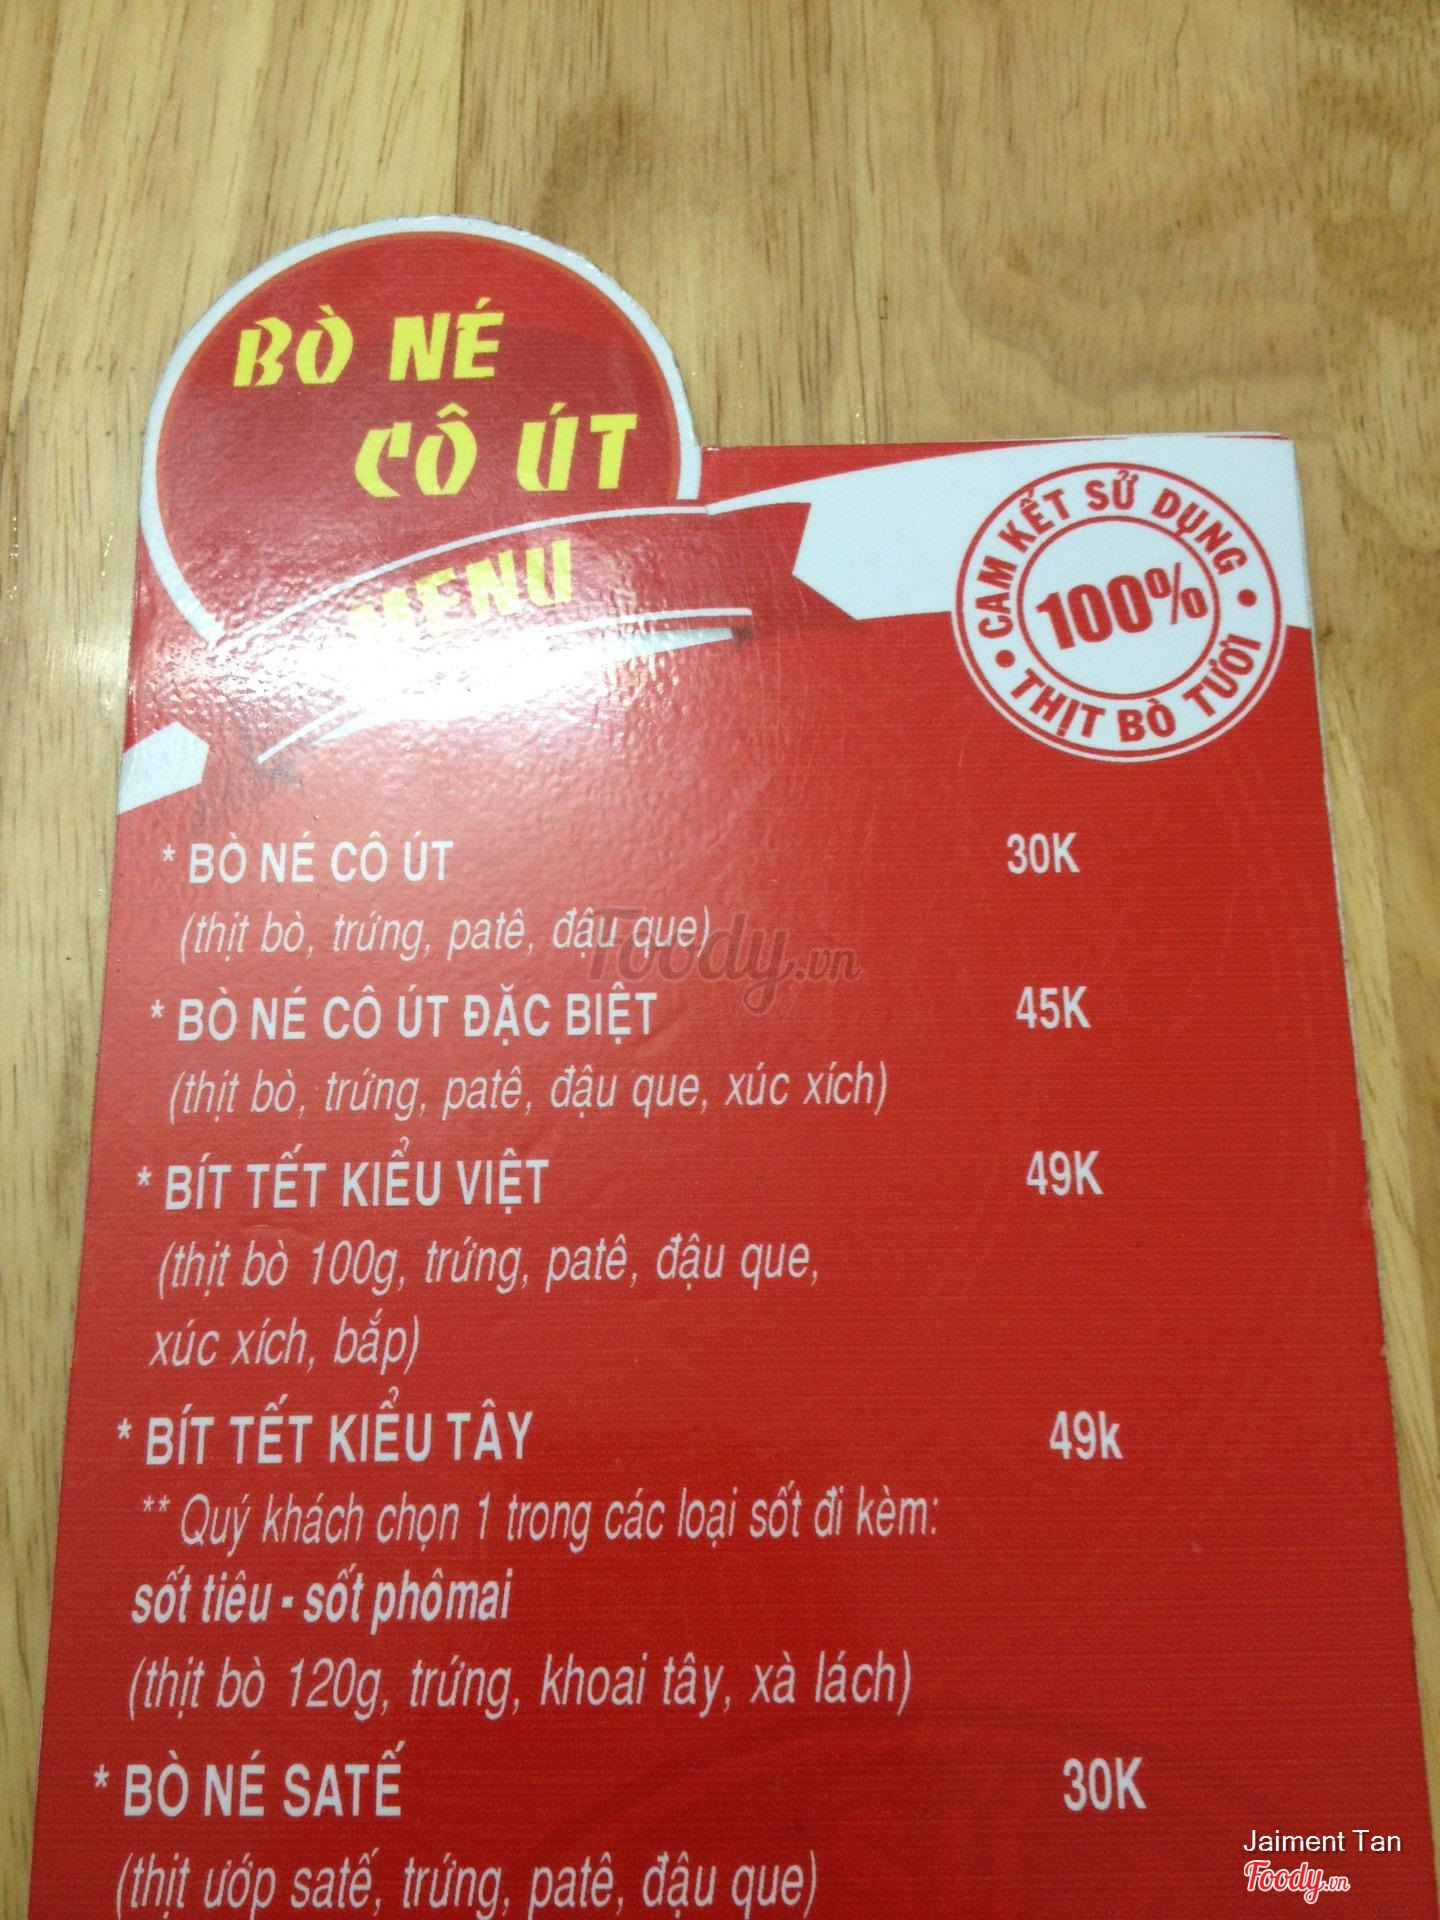 BÒ NÉ
CÔ ÚT
MENU
CAM KẾT SỬ DỤNG
100%
THỊT BÒ TƯƠI
* BÒ NÉ CÔ ÚT 30K
(thịt bò, trứng, patê, đậu que)
Foody.vn
* BÒ NÉ CÔ ÚT ĐẶC BIỆT 45K
(thịt bò, trứng, patê, đậu que, xúc xích)
* BÍT TẾT KIỂU VIỆT 49K
(thịt bò 100g, trứng, patê, đậu que,
xúc xích, bắp)
* BÍT TẾT KIỂU TÂY 49k
** Quý khách chọn 1 trong các loại sốt đi kèm:
sốt tiêu - sốt phômai
(thịt bò 120g, trứng, khoai tây, xà lách)
* BÒ NÉ SATẾ 30K
(thịt ướp satế, trứng, patê, đậu que)
Jaiment Tan
Foody.vn